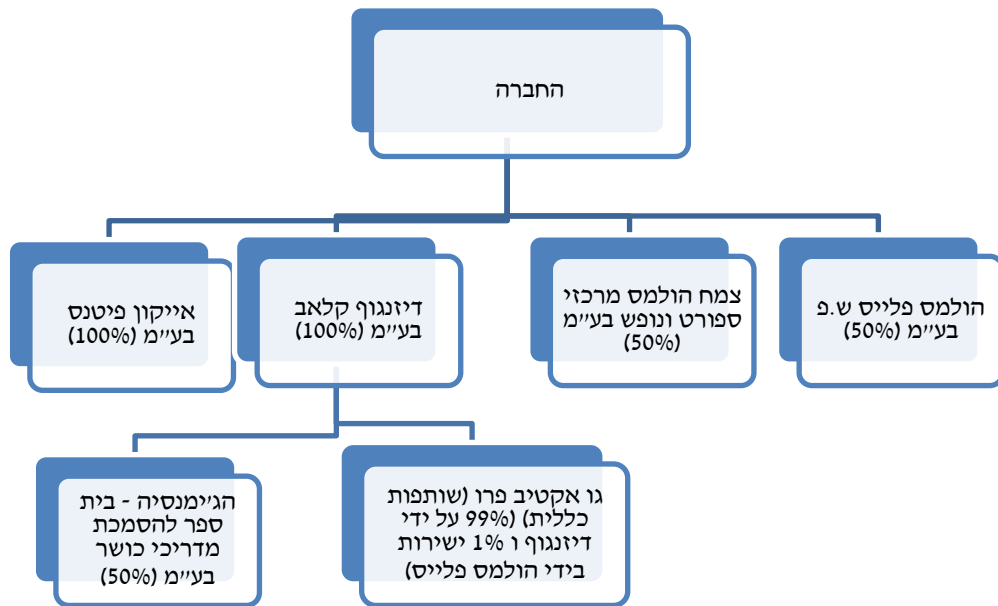 החברה
הולמס פלייס ש.פ
בע״מ (50%)
צמח הולמס מרכזי
ספורט ונופש בע״מ
(50%)
דיזנגוף קלאב
בע״מ (100%)
אייקון פיטנס
בע״מ (100%)
גו אקטיב פרו (שותפות
כללית) (99% על ידי
דיזנגוף ו 1% ישירות
בידי הולמס פלייס)
הג׳ימנסיה - בית
ספר להסמכת
מדריכי כושר
בע״מ (50%)